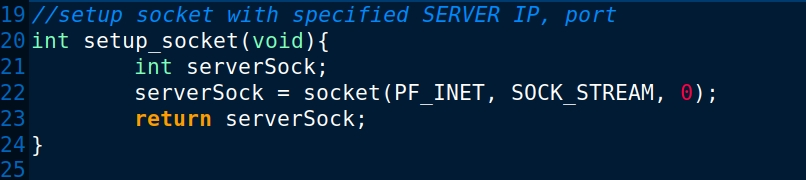 19 //setup socket with specified SERVER IP, port
20 int setup_socket(void){
21         int serverSock;
22         serverSock = socket(PF_INET, SOCK_STREAM, 0);
23         return serverSock;
24 }
25